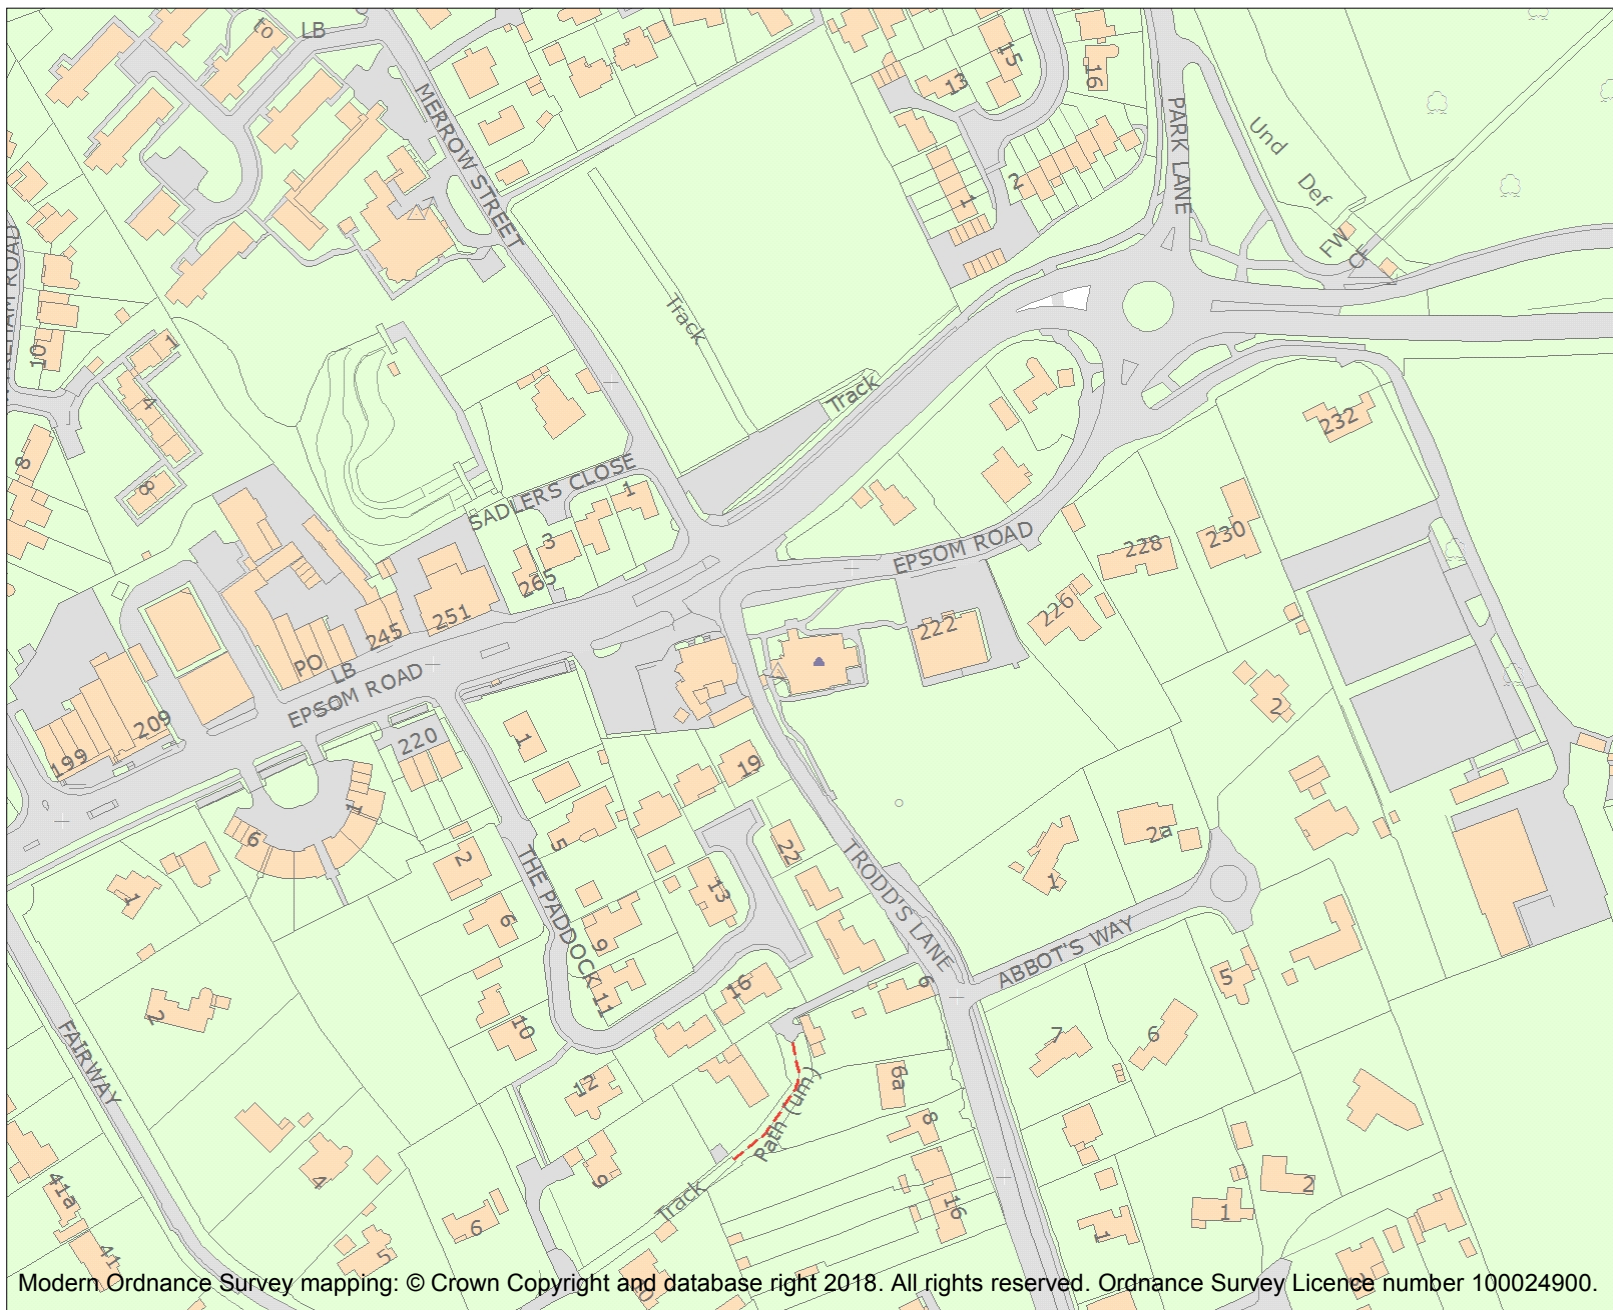 to
LB
MERROW STREET
15
13
16
PARK LANE
Und
Def
FW
CF
2
1
Track
10
1
4
8
8
Track
232
SADLERS CLOSE
1
3
265
EPSOM ROAD
228
230
226
222
251
245
PO
LB
EPSOM ROAD
209
199
220
1
19
2
6
1
5
2
22
2a
1
THE PADDOCK
13
TRODD'S LANE
1
6
9
ABBOT'S WAY
5
11
16
6
2
10
7
6
FAIRWAY
12
6a
Path (um)
8
4
9
Track
41a
6
16
2
1
1
5
41
Modern Ordnance Survey mapping: © Crown Copyright and database right 2018. All rights reserved. Ordnance Survey Licence number 100024900.